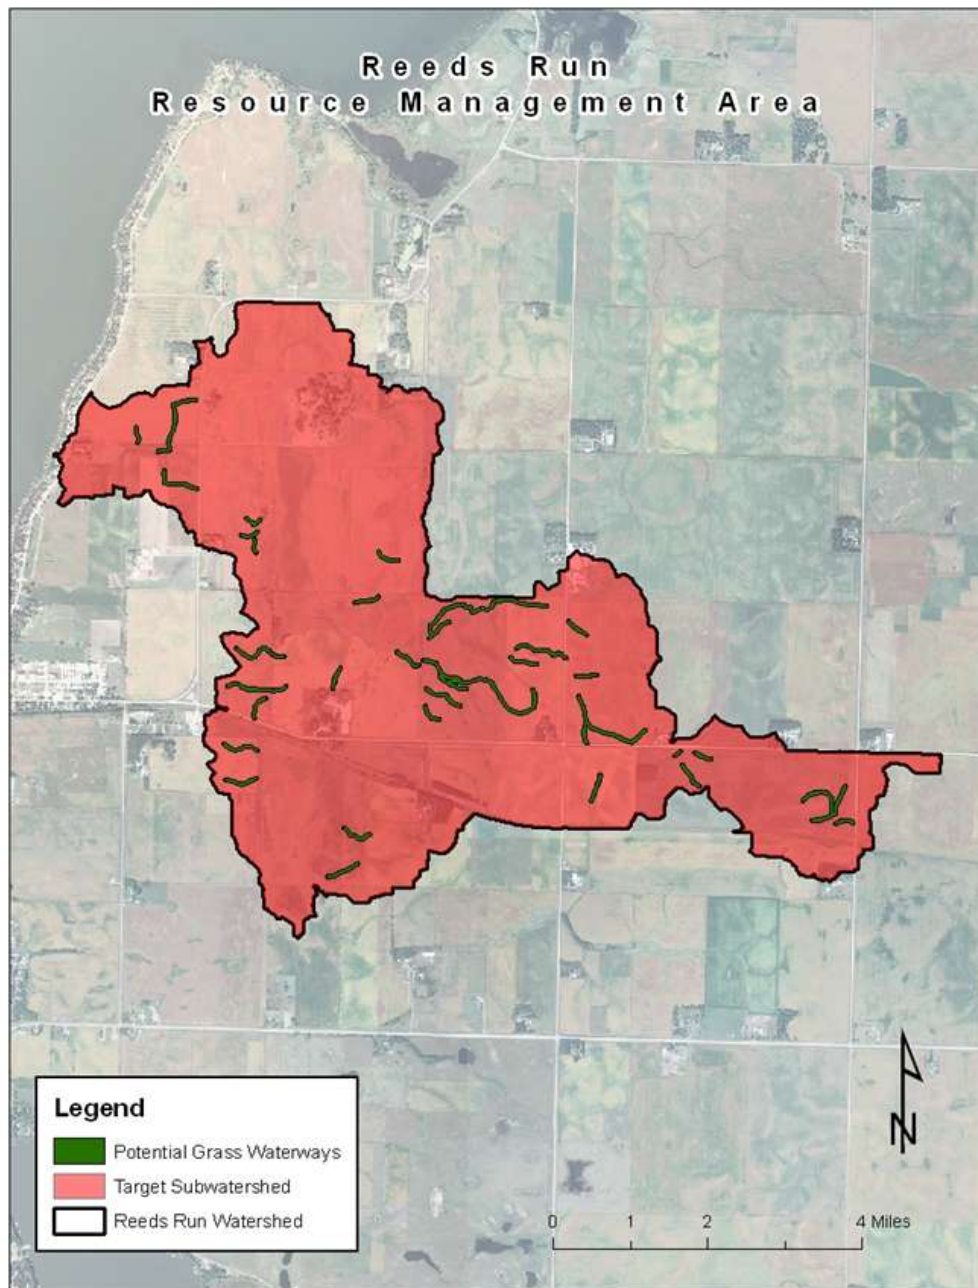 Reeds Run
Resource Management Area
Legend
Potential Grass Waterways
Target Subwatershed
Reeds Run Watershed
N
0 1 2 4 Miles